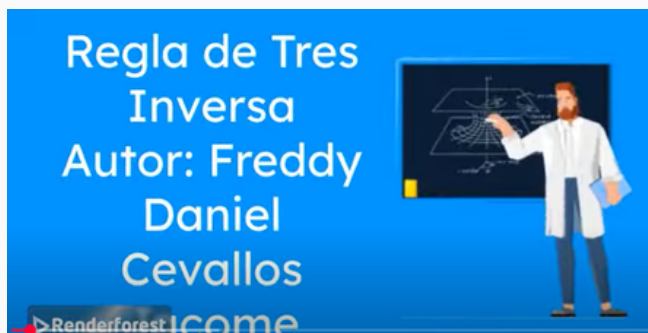 Regla de Tres
Inversa
Autor: Freddy
Daniel
Cevallos
Renderforest